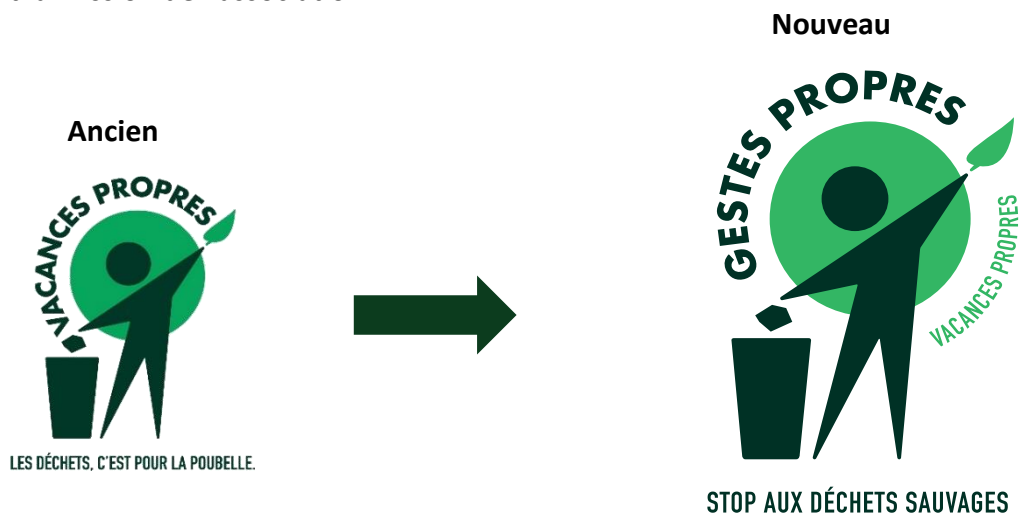 Nouveau
Ancien
VACANCES PROPRES
LES DÉCHETS, C'EST POUR LA POUBELLE.
GESTES PROPRES
VACANCES PROPRES
STOP AUX DÉCHETS SAUVAGES